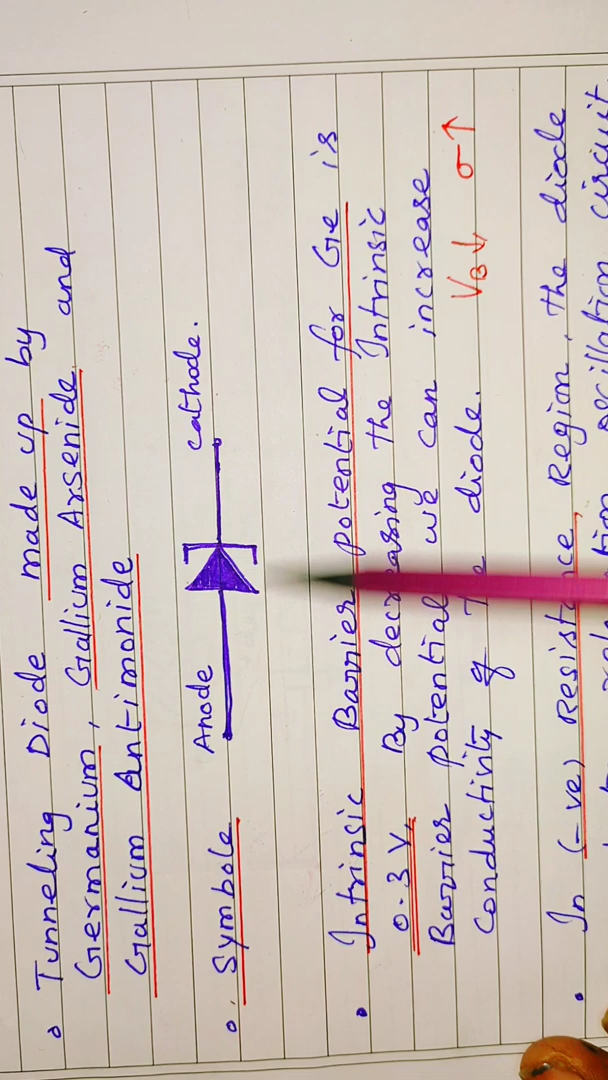 Tunneling Diode made up by
Germanium, Gallium Arsenide and
Gallium Antimonide
Symbole
Anode
cathode.
Intrinsic Barrier potential for Ge is
0.3 V, By decreasing the Intrinsic
Barrier potential we can increase
Conductivity of The diode. VB↓ σ↑
In (-ve) Resistance, Region, the diode
oscillation circuit